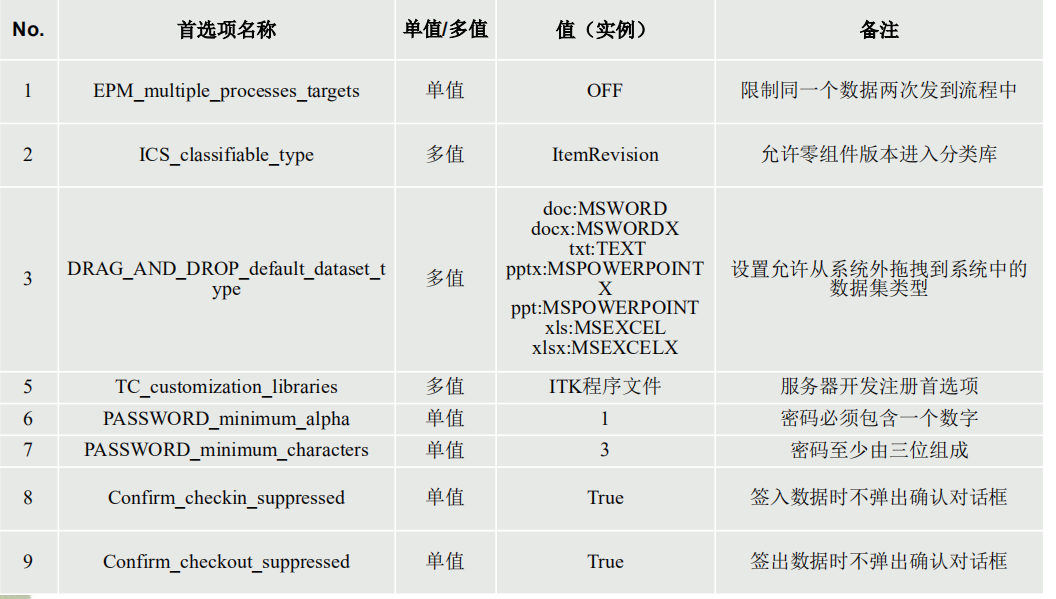 No. 首选项名称 单值/多值 值（实例） 备注
1 EPM_multiple_processes_targets 单值 OFF 限制同一个数据两次发到流程中
2 ICS_classifiable_type 多值 ItemRevision 允许零组件版本进入分类库
3 DRAG_AND_DROP_default_dataset_t
ype 多值 doc:MSWORD
docx:MSWORDX
txt:TEXT
pptx:MSPOWERPOINT
X
ppt:MSPOWERPOINT
xls:MSEXCEL
xlsx:MSEXCELX
设置允许从系统外拖拽到系统中的
数据集类型
5 TC_customization_libraries 多值 ITK程序文件 服务器开发注册首选项
6 PASSWORD_minimum_alpha 单值 1 密码必须包含一个数字
7 PASSWORD_minimum_characters 单值 3 密码至少由三位组成
8 Confirm_checkin_suppressed 单值 True 签入数据时不弹出确认对话框
9 Confirm_checkout_suppressed 单值 True 签出数据时不弹出确认对话框